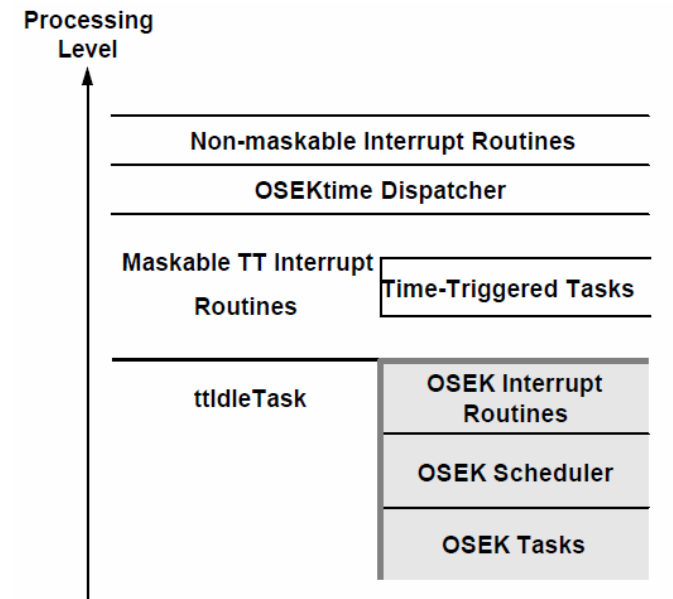 Processing
Level
Non-maskable Interrupt Routines
OSEKtime Dispatcher
Maskable TT Interrupt
Routines
Time-Triggered Tasks
ttIdleTask
OSEK Interrupt
Routines
OSEK Scheduler
OSEK Tasks